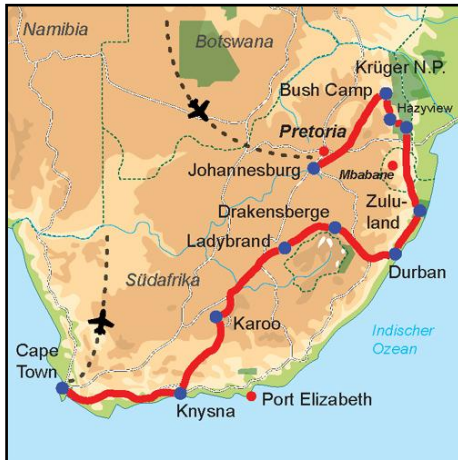 Namibia
Botswana
Krüger N.P.
Bush Camp
Hazyview
Pretoria
Johannesburg
Mbabane
Zulu-
land
Drakensberge
Ladybrand
Durban
Südafrika
Karoo
Indischer
Ozean
Cape
Town
Knysna
Port Elizabeth